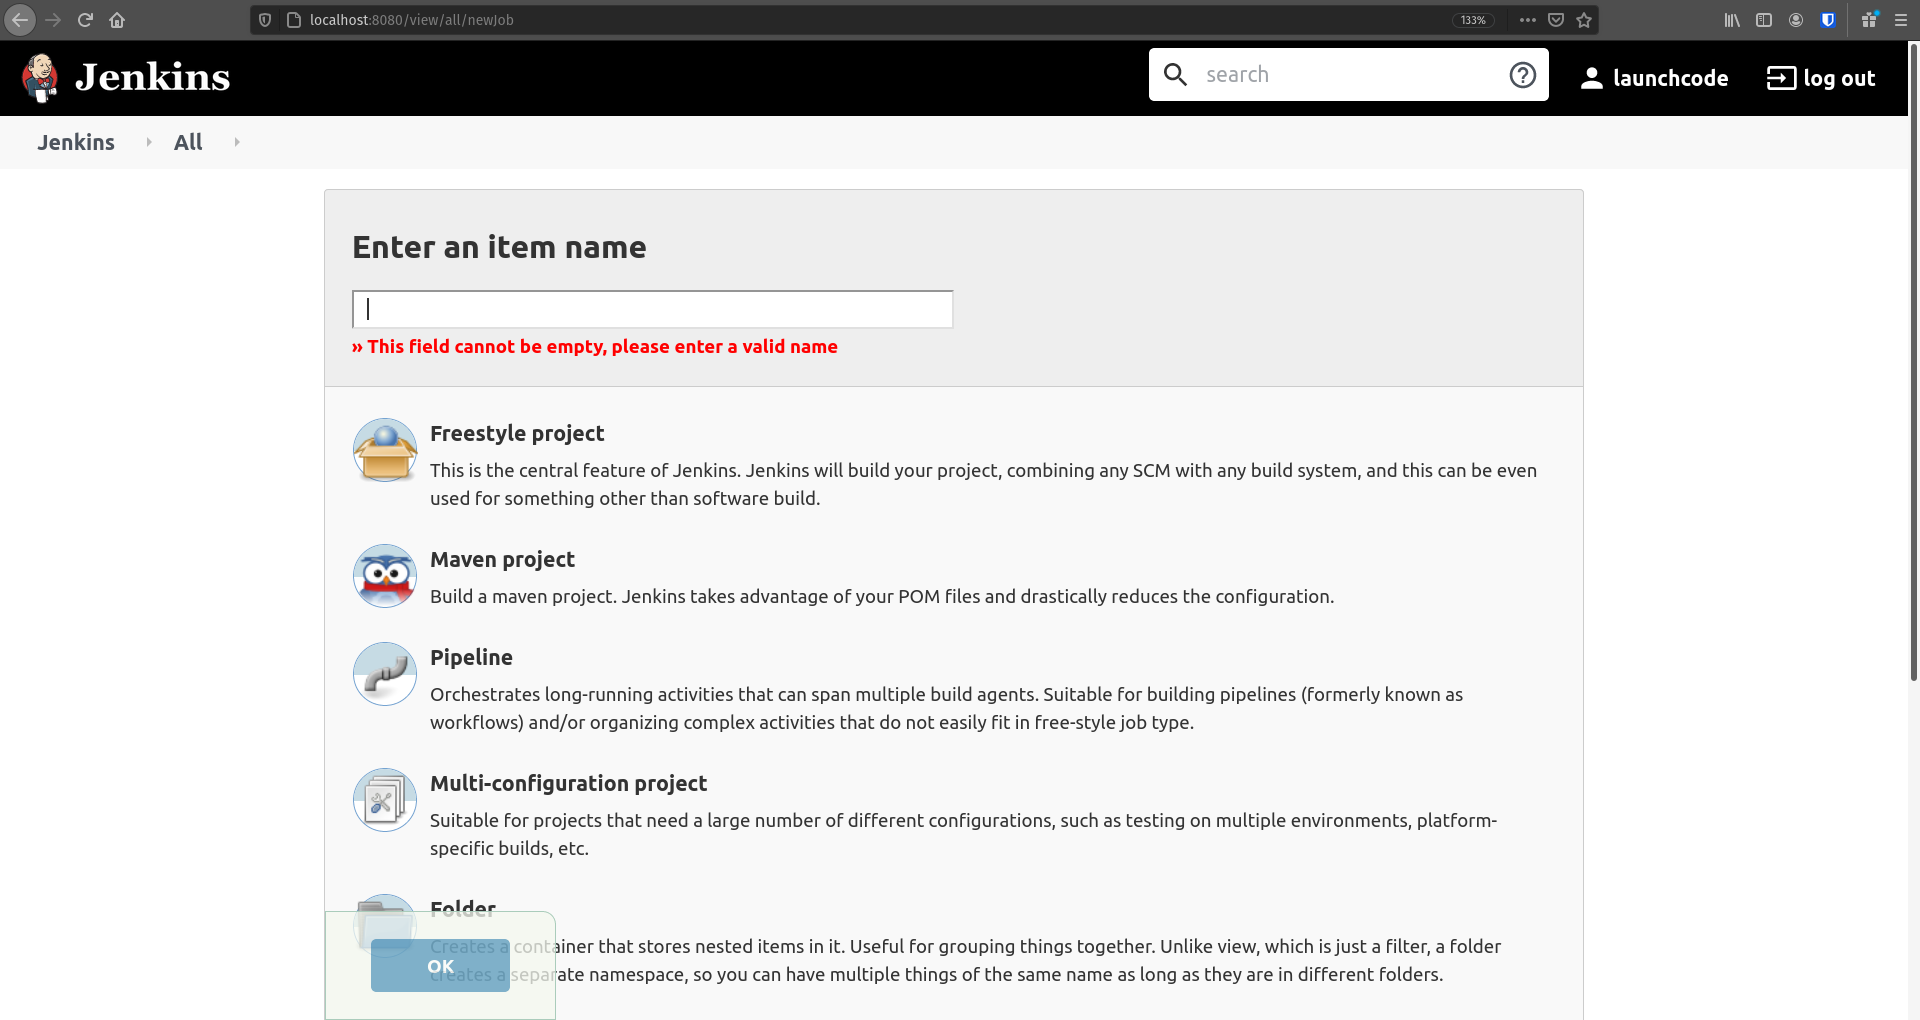 localhost:8080/view/all/newJob
133%
Jenkins
search
launchcode
log out
Jenkins
All
Enter an item name
» This field cannot be empty, please enter a valid name
Freestyle project
This is the central feature of Jenkins. Jenkins will build your project, combining any SCM with any build system, and this can be even
used for something other than software build.
Maven project
Build a maven project. Jenkins takes advantage of your POM files and drastically reduces the configuration.
Pipeline
Orchestrates long-running activities that can span multiple build agents. Suitable for building pipelines (formerly known as
workflows) and/or organizing complex activities that do not easily fit in free-style job type.
Multi-configuration project
Suitable for projects that need a large number of different configurations, such as testing on multiple environments, platform-
specific builds, etc.
Folder
Creates a container that stores nested items in it. Useful for grouping things together. Unlike view, which is just a filter, a folder
creates a separate namespace, so you can have multiple things of the same name as long as they are in different folders.
OK